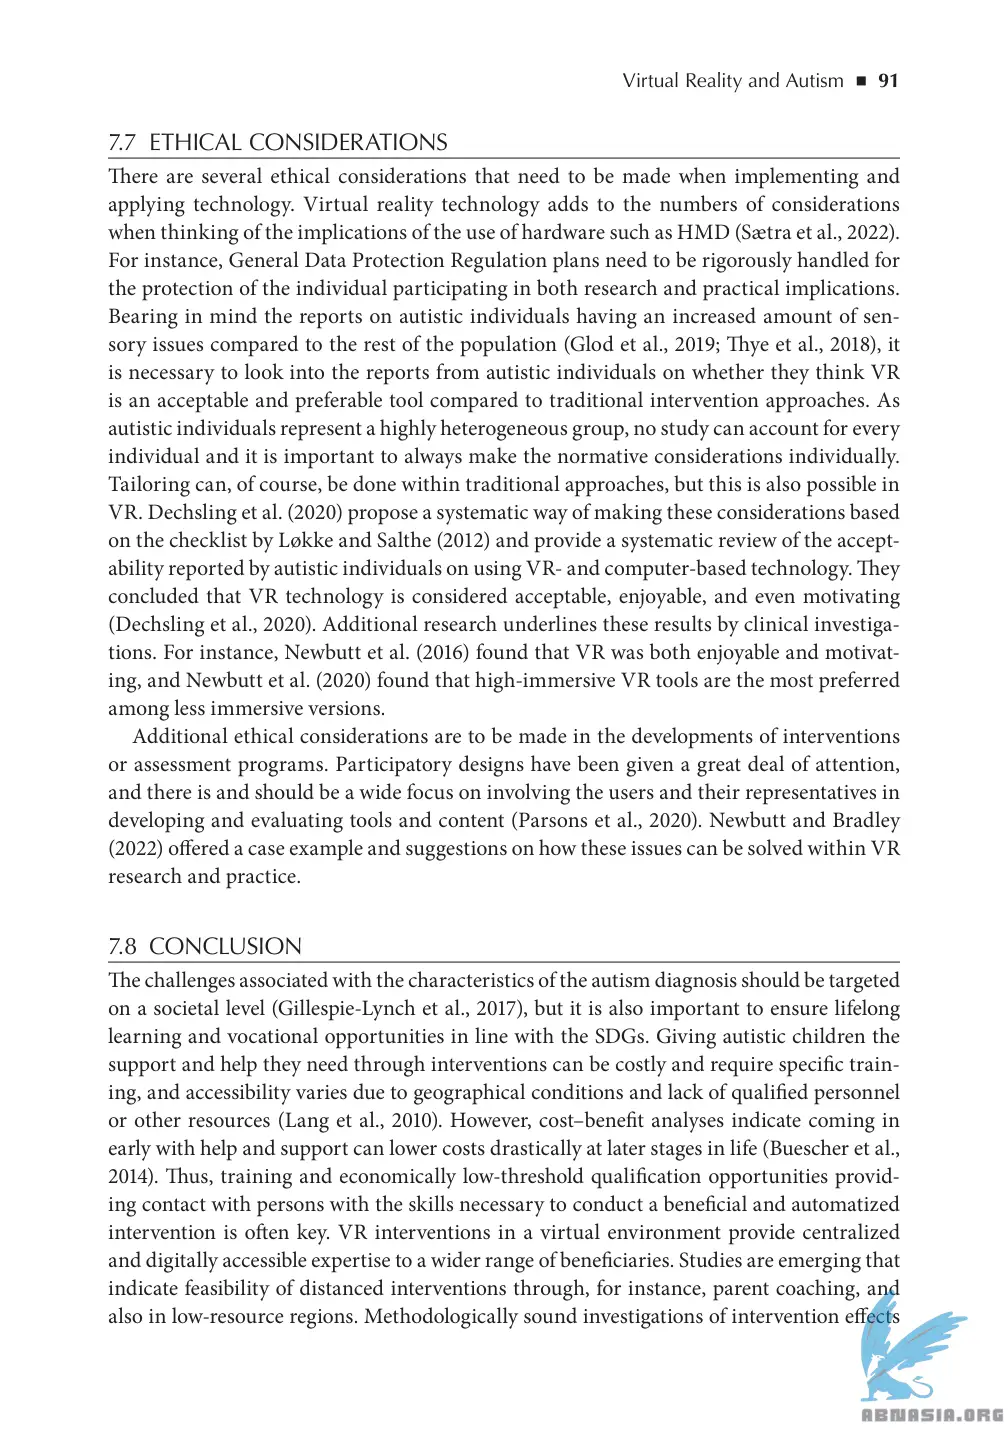 Virtual Reality and Autism ■ 91
7.7 ETHICAL CONSIDERATIONS
There are several ethical considerations that need to be made when implementing and
applying technology. Virtual reality technology adds to the numbers of considerations
when thinking of the implications of the use of hardware such as HMD (Sætra et al., 2022).
For instance, General Data Protection Regulation plans need to be rigorously handled for
the protection of the individual participating in both research and practical implications.
Bearing in mind the reports on autistic individuals having an increased amount of sen-
sory issues compared to the rest of the population (Glod et al., 2019; Thye et al., 2018), it
is necessary to look into the reports from autistic individuals on whether they think VR
is an acceptable and preferable tool compared to traditional intervention approaches. As
autistic individuals represent a highly heterogeneous group, no study can account for every
individual and it is important to always make the normative considerations individually.
Tailoring can, of course, be done within traditional approaches, but this is also possible in
VR. Dechsling et al. (2020) propose a systematic way of making these considerations based
on the checklist by Løkke and Salthe (2012) and provide a systematic review of the accept-
ability reported by autistic individuals on using VR- and computer-based technology. They
concluded that VR technology is considered acceptable, enjoyable, and even motivating
(Dechsling et al., 2020). Additional research underlines these results by clinical investiga-
tions. For instance, Newbutt et al. (2016) found that VR was both enjoyable and motivat-
ing, and Newbutt et al. (2020) found that high-immersive VR tools are the most preferred
among less immersive versions.
Additional ethical considerations are to be made in the developments of interventions
or assessment programs. Participatory designs have been given a great deal of attention,
and there is and should be a wide focus on involving the users and their representatives in
developing and evaluating tools and content (Parsons et al., 2020). Newbutt and Bradley
(2022) offered a case example and suggestions on how these issues can be solved within VR
research and practice.
7.8 CONCLUSION
The challenges associated with the characteristics of the autism diagnosis should be targeted
on a societal level (Gillespie-Lynch et al., 2017), but it is also important to ensure lifelong
learning and vocational opportunities in line with the SDGs. Giving autistic children the
support and help they need through interventions can be costly and require specific train-
ing, and accessibility varies due to geographical conditions and lack of qualified personnel
or other resources (Lang et al., 2010). However, cost–benefit analyses indicate coming in
early with help and support can lower costs drastically at later stages in life (Buescher et al.,
2014). Thus, training and economically low-threshold qualification opportunities provid-
ing contact with persons with the skills necessary to conduct a beneficial and automatized
intervention is often key. VR interventions in a virtual environment provide centralized
and digitally accessible expertise to a wider range of beneficiaries. Studies are emerging that
indicate feasibility of distanced interventions through, for instance, parent coaching, and
also in low-resource regions. Methodologically sound investigations of intervention effects
ABNASIA.ORG